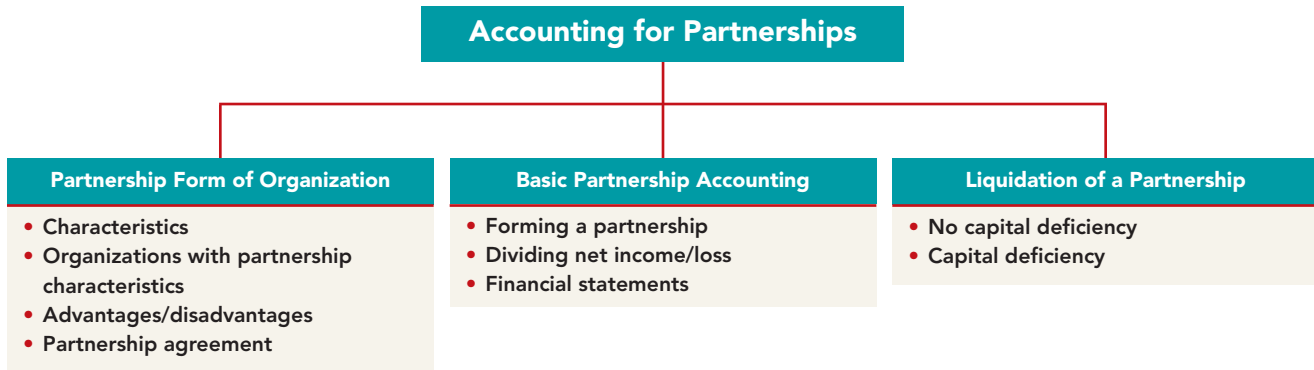 Accounting for Partnerships
Partnership Form of Organization
• Characteristics
• Organizations with partnership
characteristics
• Advantages/disadvantages
• Partnership agreement
Basic Partnership Accounting
• Forming a partnership
• Dividing net income/loss
• Financial statements
Liquidation of a Partnership
• No capital deficiency
• Capital deficiency